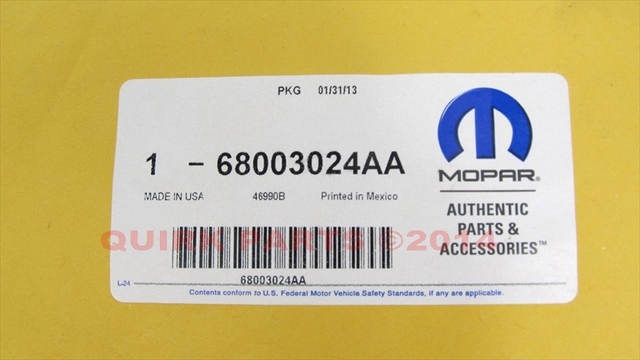 PKG 01/31/13
1 - 68003024AA
MADE IN USA 46990B Printed in Mexico
MOPAR
AUTHENTIC
PARTS &
ACCESSORIES™
QUIRK PARTS ©2014
68003024AA
L-24
Contents conform to U.S. Federal Motor Vehicle Safety Standards, if any are applicable.